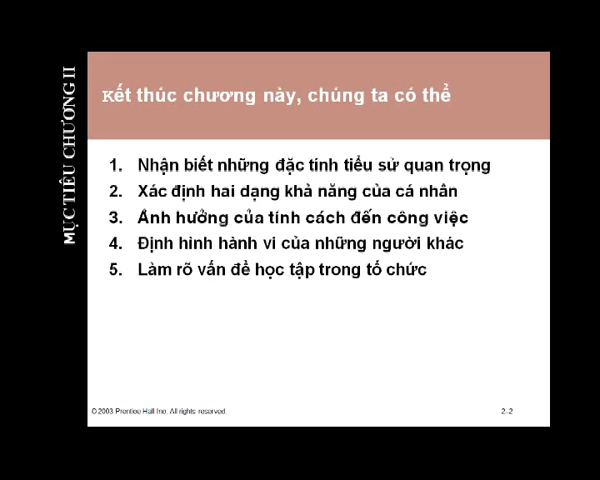 MỤC TIÊU CHƯƠNG II
Kết thúc chương này, chúng ta có thể
1. Nhận biết những đặc tính tiểu sử quan trọng
2. Xác định hai dạng khả năng của cá nhân
3. Ảnh hưởng của tính cách đến công việc
4. Định hình hành vi của những người khác
5. Làm rõ vấn đề học tập trong tổ chức
© 2003 Prentice Hall Inc. All rights reserved.
2-2